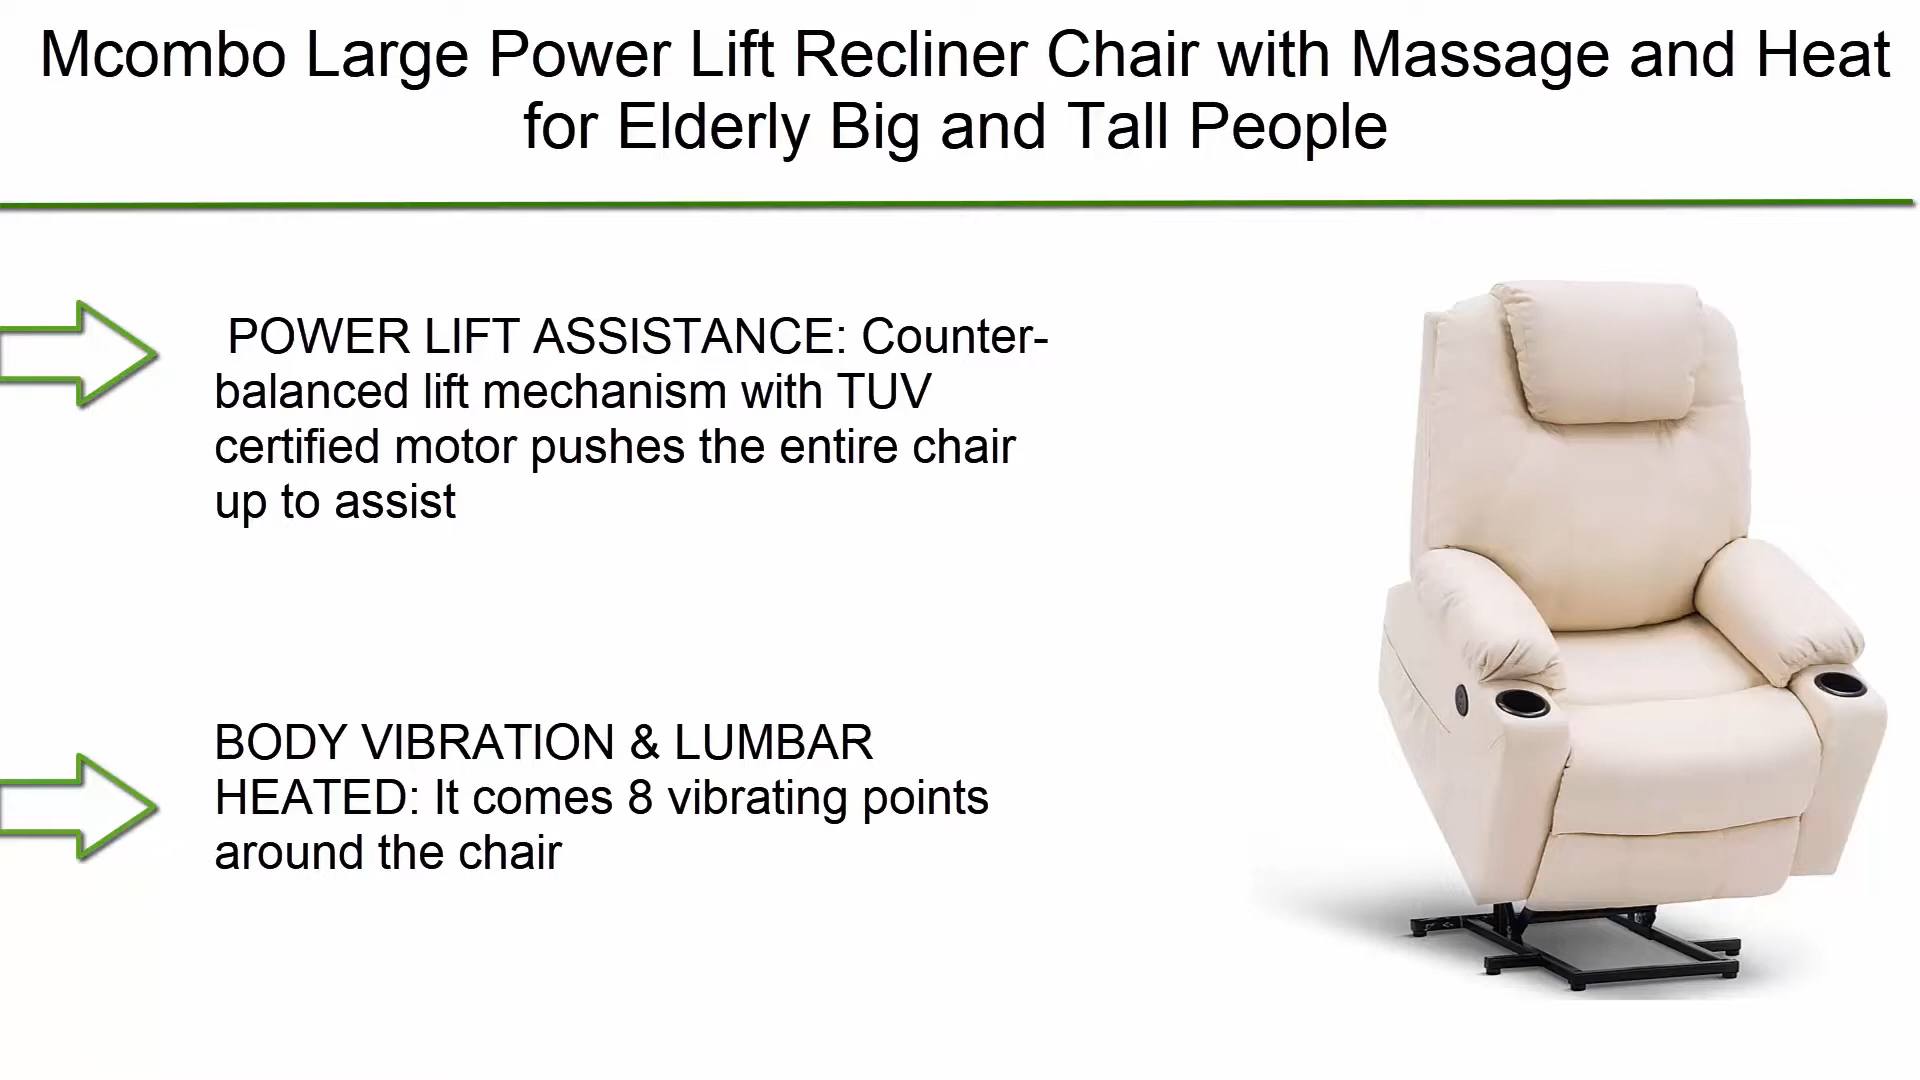 Mcombo Large Power Lift Recliner Chair with Massage and Heat
for Elderly Big and Tall People
POWER LIFT ASSISTANCE: Counter-
balanced lift mechanism with TUV
certified motor pushes the entire chair
up to assist
BODY VIBRATION & LUMBAR
HEATED: It comes 8 vibrating points
around the chair